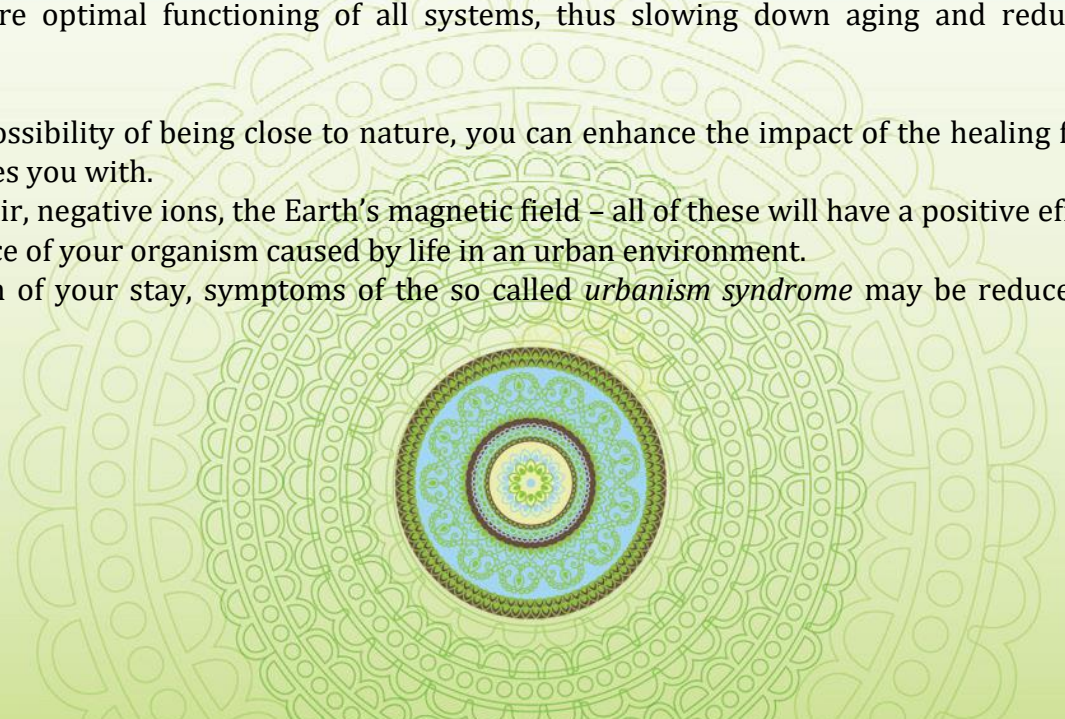 re optimal functioning of all systems, thus slowing down aging and redu
ossibility of being close to nature, you can enhance the impact of the healing f
es you with.
ir, negative ions, the Earth’s magnetic field – all of these will have a positive ef
ce of your organism caused by life in an urban environment.
n of your stay, symptoms of the so called urbanism syndrome may be reduce